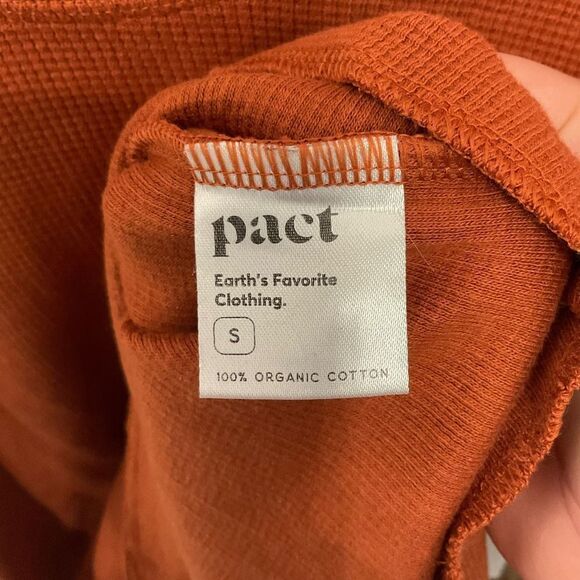 pact
Earth's Favorite
Clothing.
S
100% ORGANIC COTTON